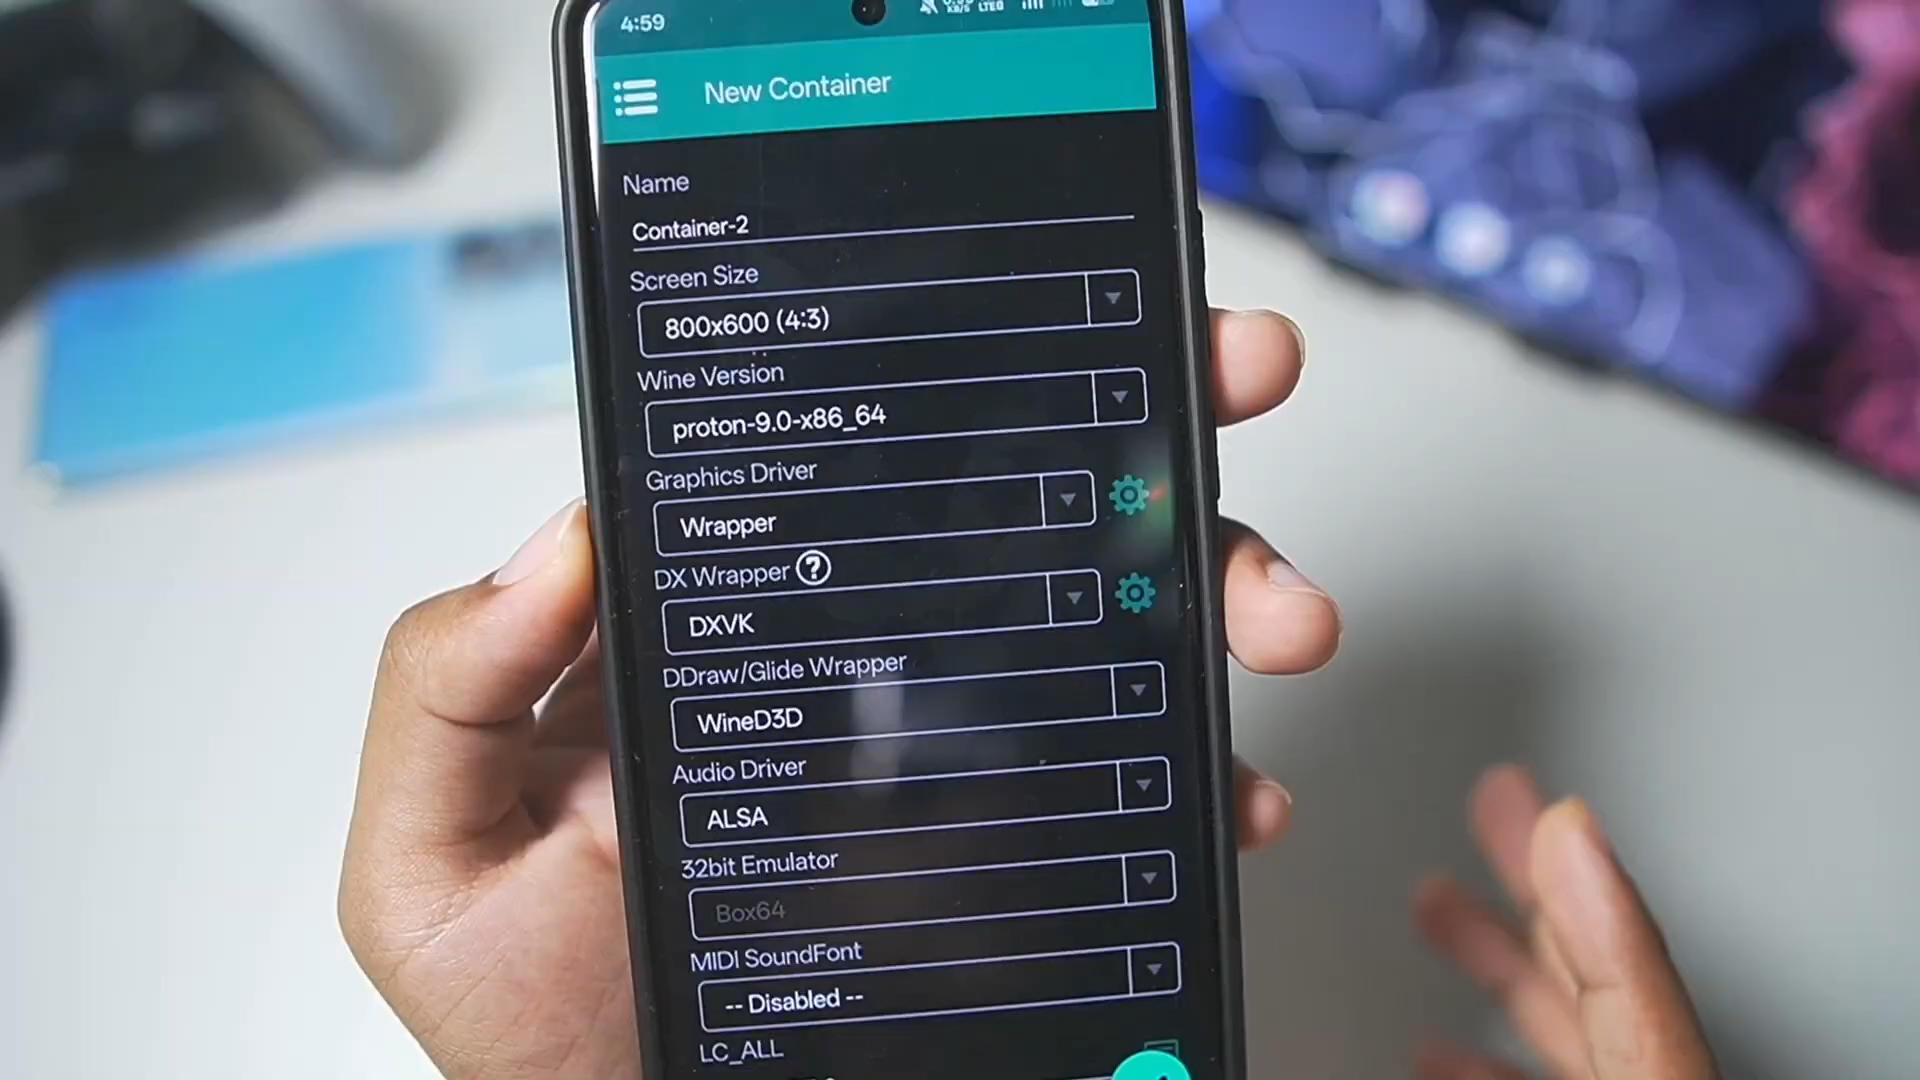 4:59
KB/s LTE
New Container
Name
Container-2
Screen Size
800x600 (4:3)
Wine Version
proton-9.0-x86_64
Graphics Driver
Wrapper
DX Wrapper ?
DXVK
DDraw/Glide Wrapper
WineD3D
Audio Driver
ALSA
32bit Emulator
Box64
MIDI SoundFont
-- Disabled --
LC_ALL